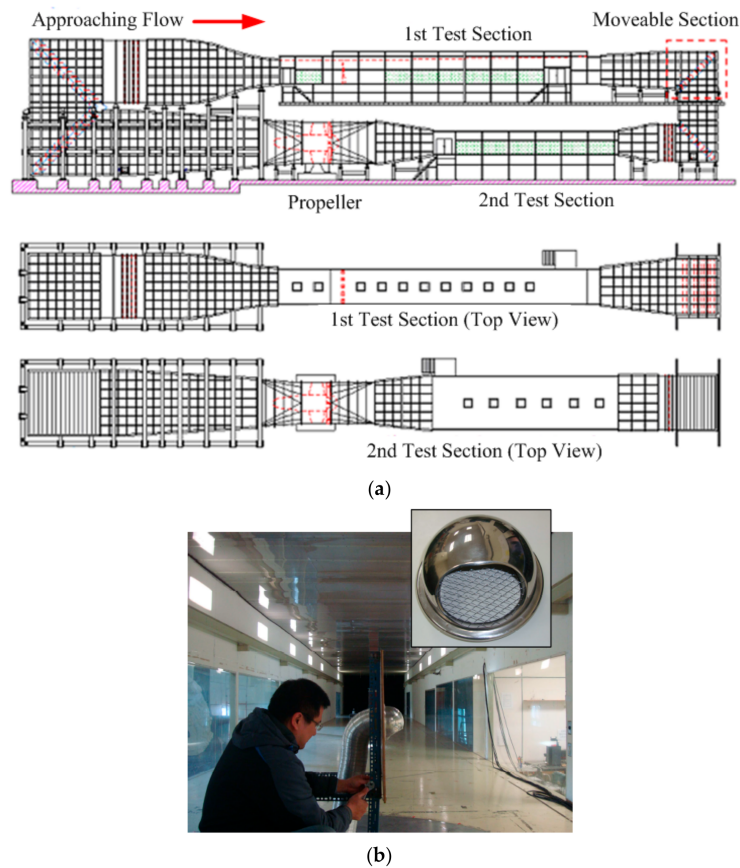 Approaching Flow
1st Test Section
Moveable Section
Propeller
2nd Test Section
1st Test Section (Top View)
2nd Test Section (Top View)
(a)
(b)